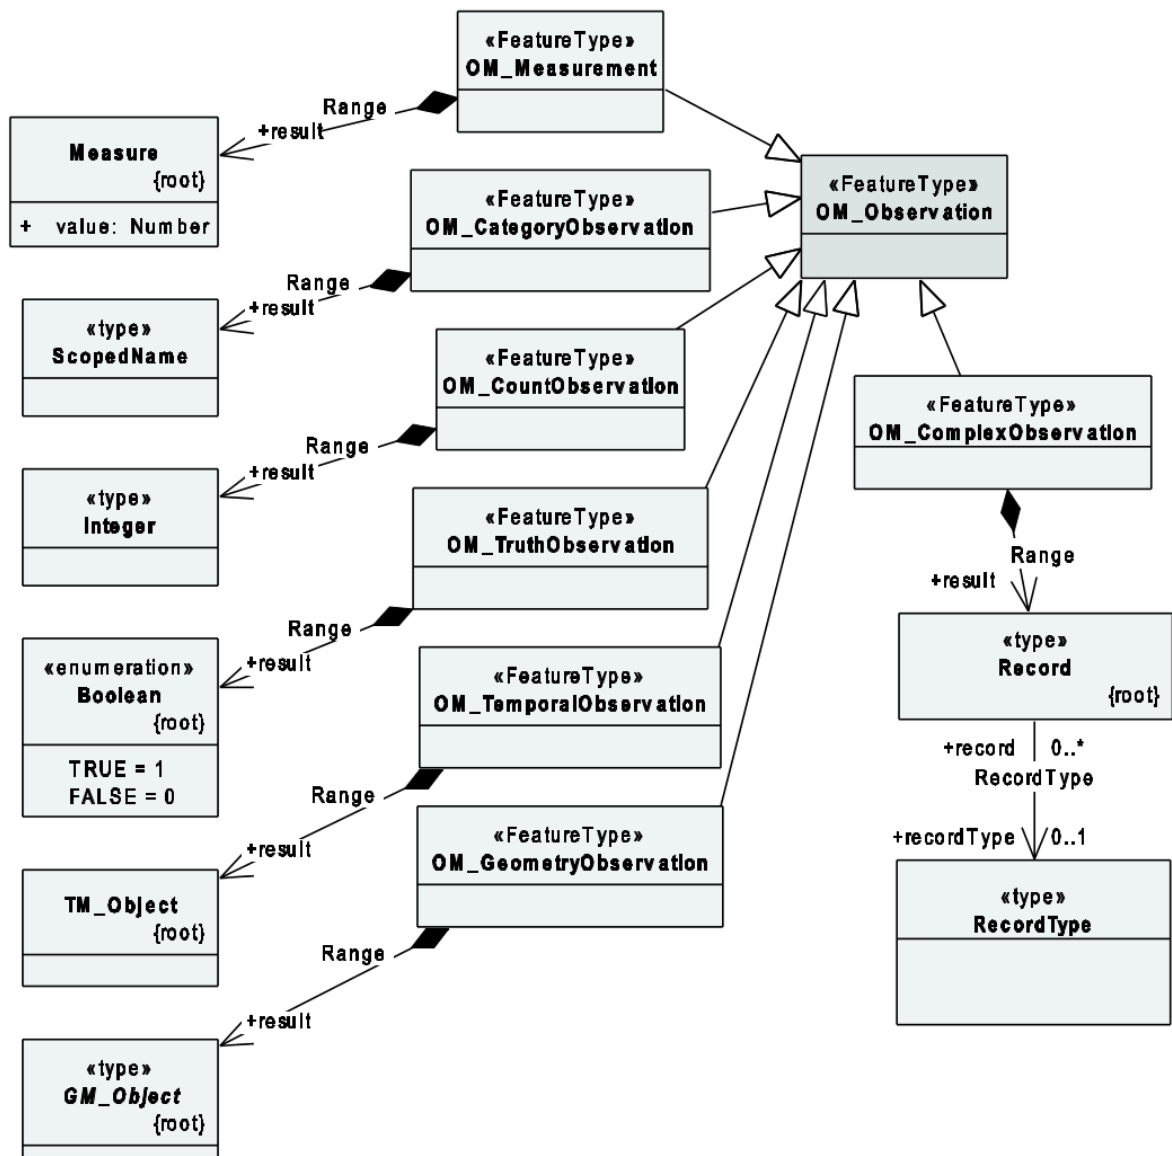 «FeatureType»
OM_Measurement
Range
+result
Measure
{root}
+ value: Number
«FeatureType»
OM_Observation
«FeatureType»
OM_CategoryObservation
Range
+result
«type»
ScopedName
«FeatureType»
OM_CountObservation
Range
+result
«type»
Integer
«FeatureType»
OM_ComplexObservation
«FeatureType»
OM_TruthObservation
Range
+result
«enumeration»
Boolean
{root}
TRUE = 1
FALSE = 0
Range
+result
«type»
Record
{root}
«FeatureType»
OM_TemporalObservation
Range
+result
TM_Object
{root}
+record 0..*
RecordType
+recordType 0..1
«type»
RecordType
«FeatureType»
OM_GeometryObservation
Range
+result
«type»
GM_Object
{root}